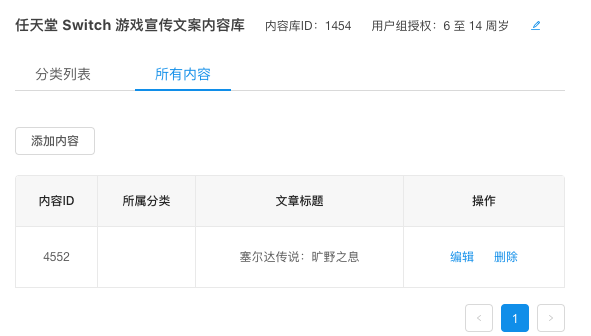 任天堂 Switch 游戏宣传文案内容库 内容库ID：1454 用户组授权：6 至 14 周岁
分类列表 所有内容
添加内容
内容ID 所属分类 文章标题 操作
4552 塞尔达传说：旷野之息 编辑 删除
< 1 >